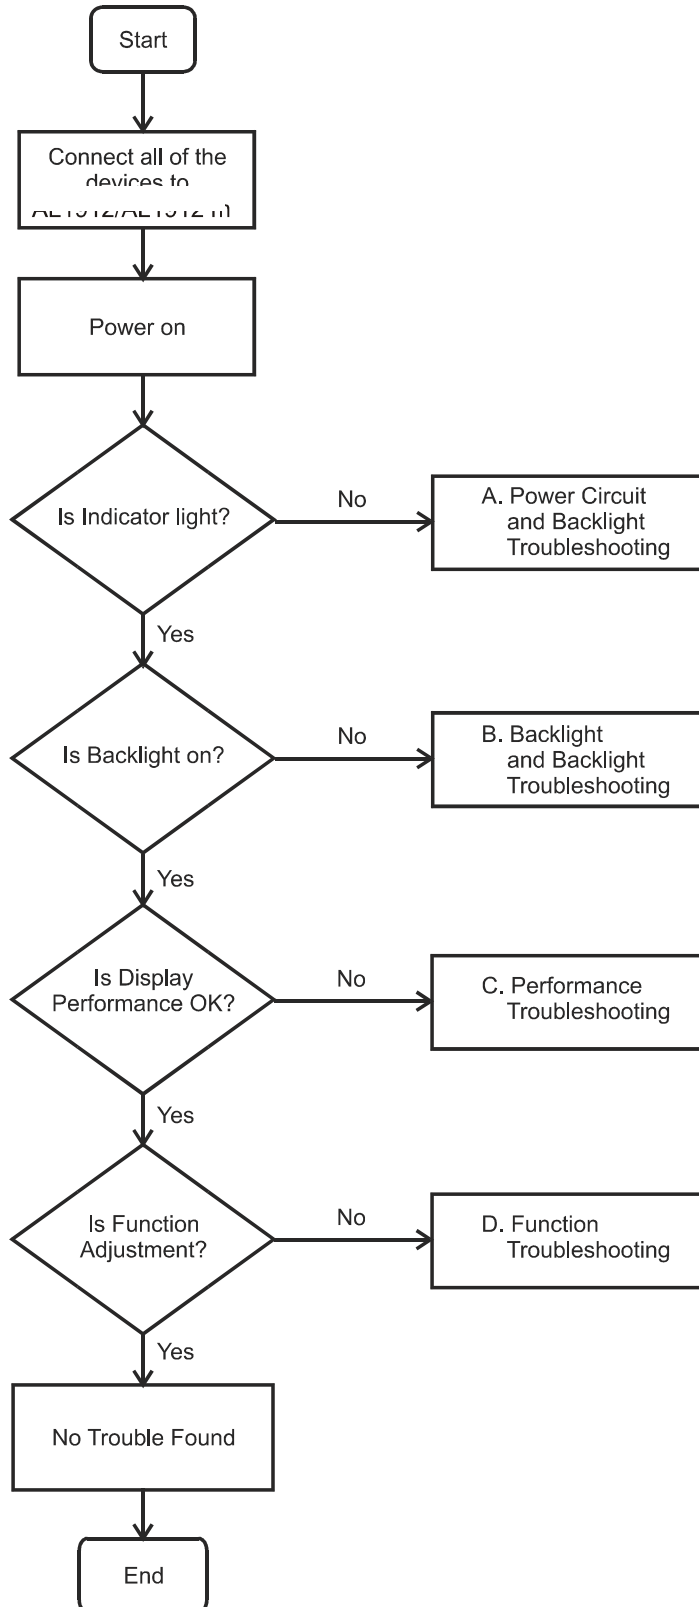 Start
Connect all of the
devices to
Power on
Is Indicator light?
No
A. Power Circuit
and Backlight
Troubleshooting
Yes
Is Backlight on?
No
B. Backlight
and Backlight
Troubleshooting
Yes
Is Display
Performance OK?
No
C. Performance
Troubleshooting
Yes
Is Function
Adjustment?
No
D. Function
Troubleshooting
Yes
No Trouble Found
End